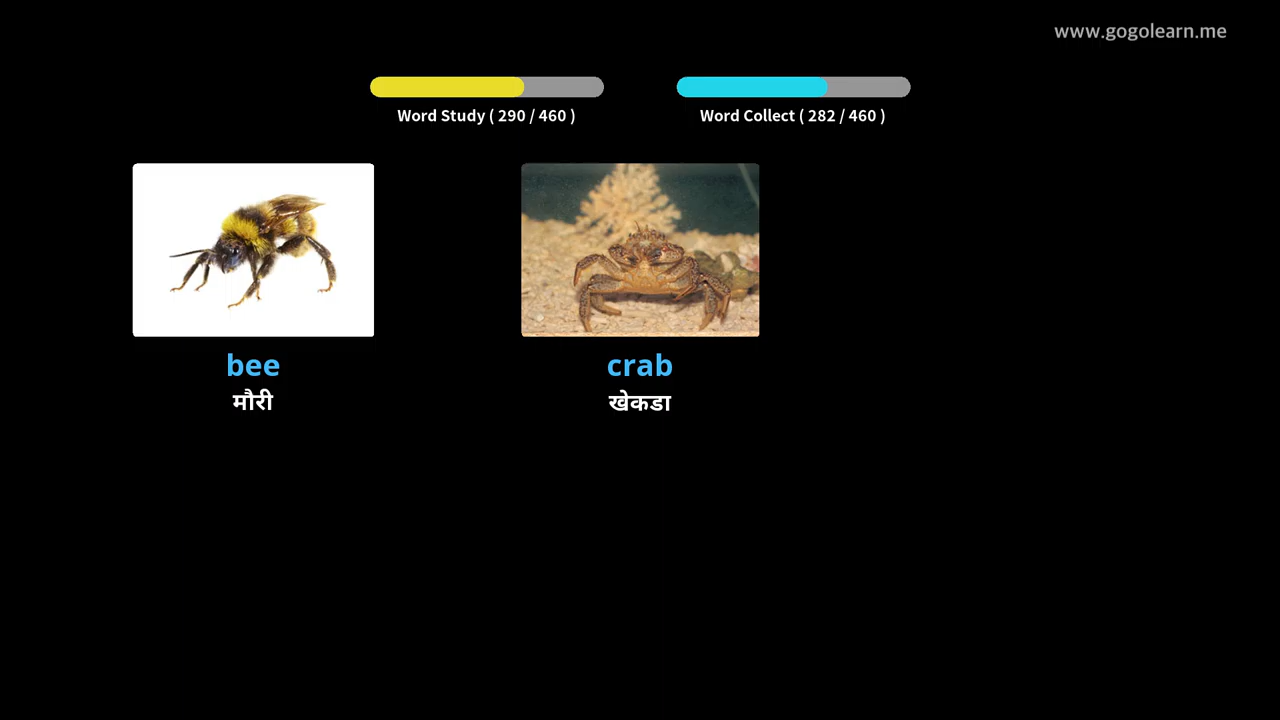 www.gogolearn.me
Word Study ( 290 / 460 )
Word Collect ( 282 / 460 )
bee
मौरी
crab
खेकडा